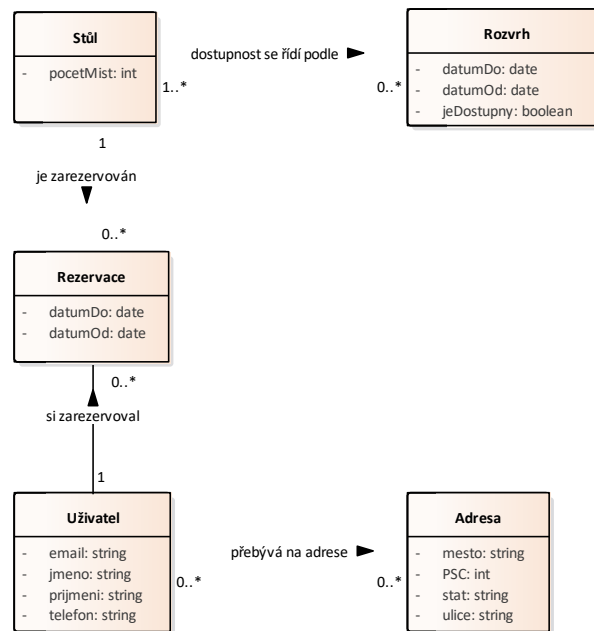 Stůl
- pocetMist: int
dostupnost se řídí podle
1..*
0..*
Rozvrh
- datumDo: date
- datumOd: date
- jeDostupny: boolean
1
je zarezervován
0..*
Rezervace
- datumDo: date
- datumOd: date
0..*
si zarezervoval
1
Uživatel
- email: string
- jmeno: string
- prijmeni: string
- telefon: string
přebývá na adrese
0..*
0..*
Adresa
- mesto: string
- PSC: int
- stat: string
- ulice: string